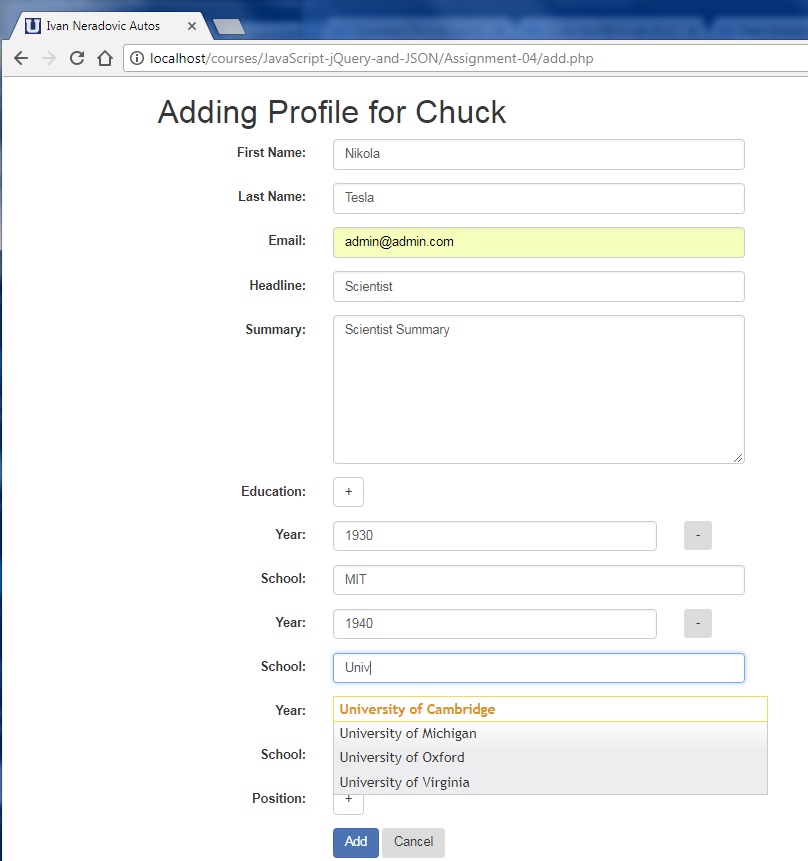 Ivan Neradovic Autos
localhost/courses/JavaScript-jQuery-and-JSON/Assignment-04/add.php
Adding Profile for Chuck
First Name: Nikola
Last Name: Tesla
Email: admin@admin.com
Headline: Scientist
Summary: Scientist Summary
Education: +
Year: 1930 -
School: MIT
Year: 1940 -
School: Univ
Year:
University of Cambridge
University of Michigan
School:
University of Oxford
University of Virginia
Position: +
Add Cancel